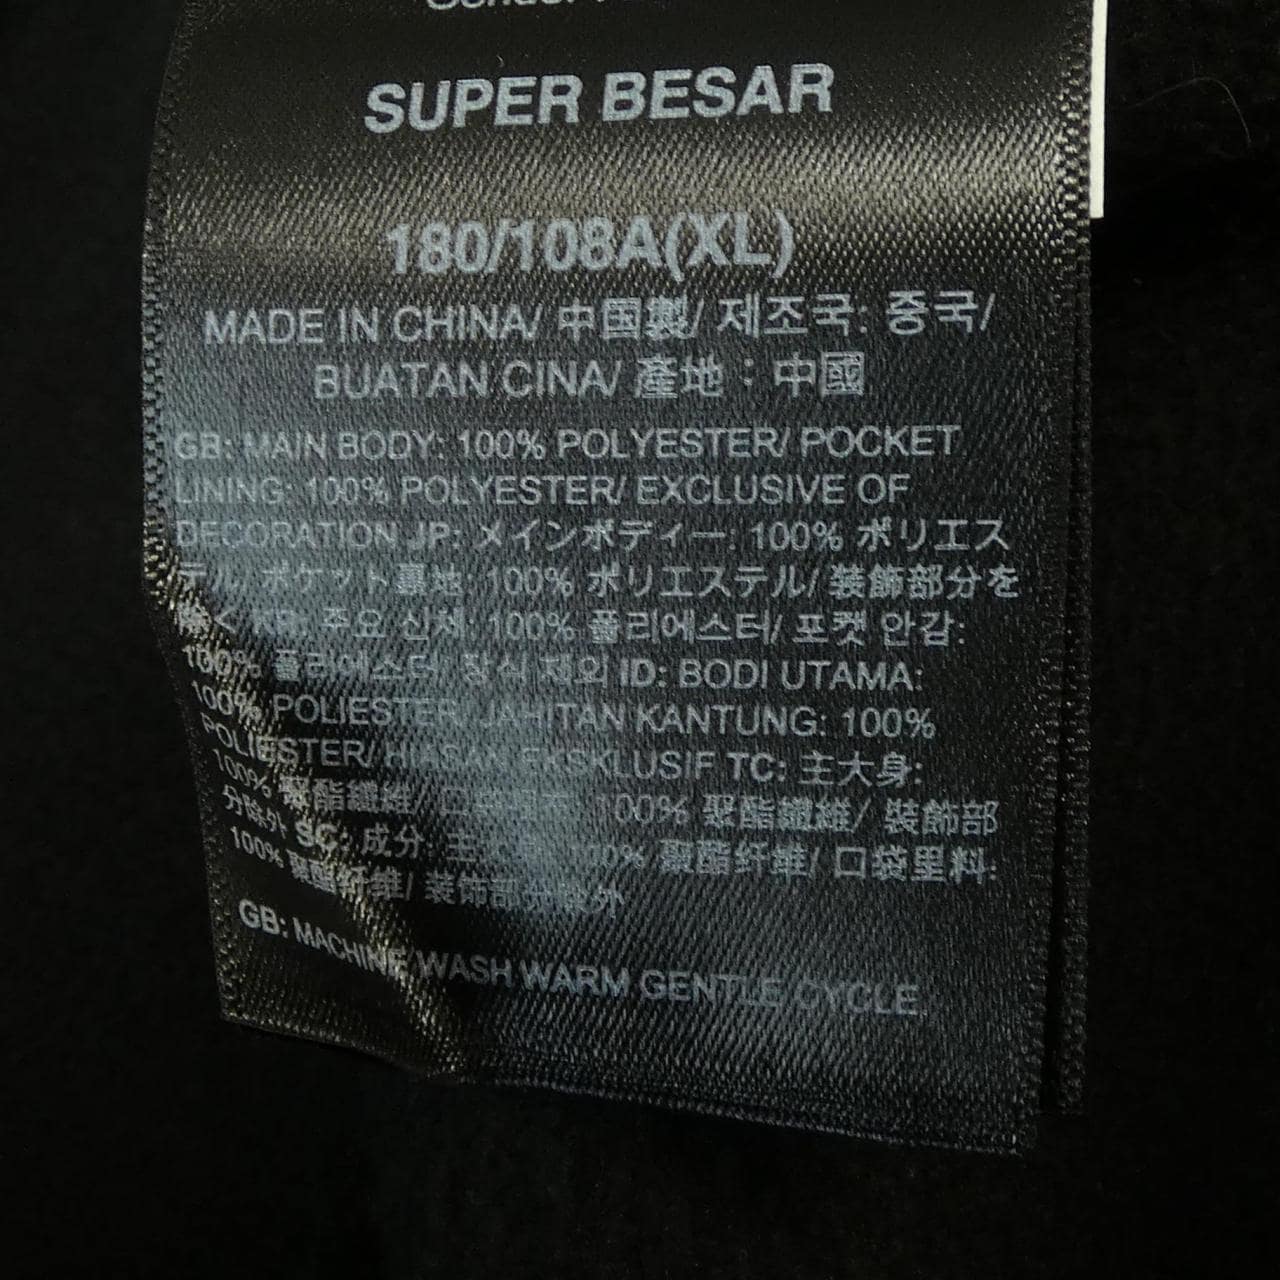 SUPER BESAR
180/108A(XL)
MADE IN CHINA/ 中国製/ 제조국: 중국/
BUATAN CINA/ 產地：中國
GB: MAIN BODY: 100% POLYESTER/ POCKET
LINING: 100% POLYESTER/ EXCLUSIVE OF
DECORATION JP: メインボディー: 100% ポリエス
テル/ ポケット裏地: 100% ポリエステル/ 装飾部分を
除く KR: 주요 신체: 100% 폴리에스터/ 포켓 안감:
100% 폴리에스터/ 장식 제외 ID: BODI UTAMA:
100% POLIESTER/ JAHITAN KANTUNG: 100%
POLIESTER/ HIASAN EKSKLUSIF TC: 主大身:
100% 聚酯纖維/ 100% 聚酯纖維/ 裝飾部
分除外 SC: 成分 100%/ 聚酯纤维/ 口袋里料:
100% 聚酯纤维/ 装饰部分除外
GB: MACHINE WASH WARM GENTLE CYCLE